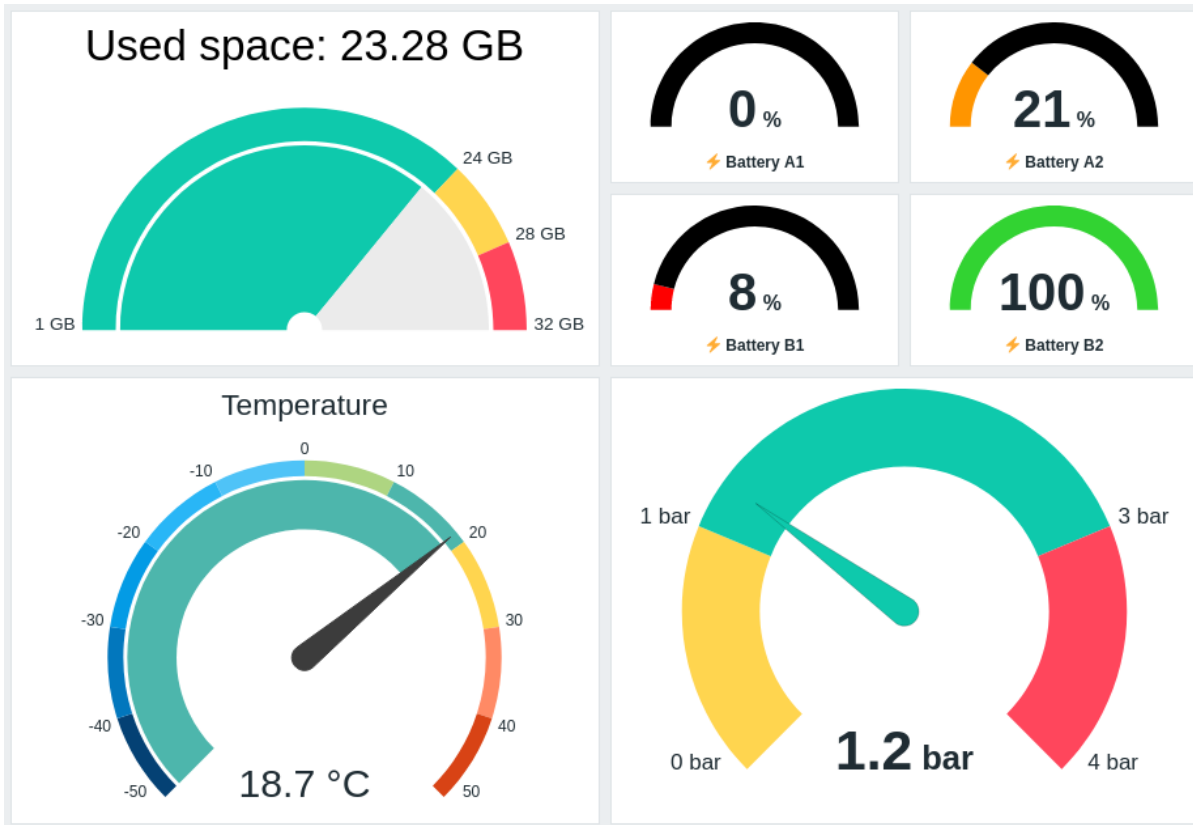 Used space: 23.28 GB
24 GB
28 GB
1 GB
32 GB
0 %
⚡ Battery A1
21 %
⚡ Battery A2
8 %
⚡ Battery B1
100 %
⚡ Battery B2
Temperature
0
-10
10
-20
20
-30
30
-40
40
-50
50
18.7 °C
1 bar
3 bar
0 bar
4 bar
1.2 bar